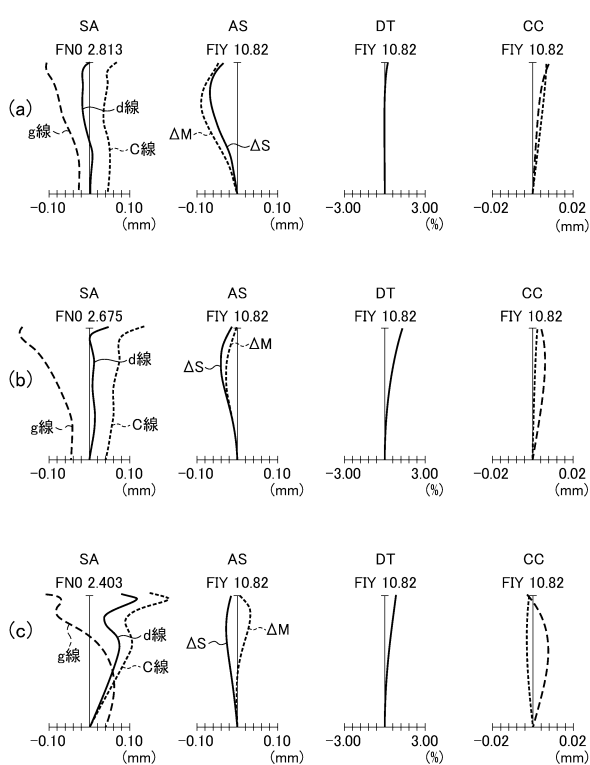 SA AS DT CC
FNO 2.813 FIY 10.82 FIY 10.82 FIY 10.82
(a)
d線
g線 C線 ΔM ΔS
-0.10 0.10 -0.10 0.10 -3.00 3.00 -0.02 0.02
(mm) (mm) (%) (mm)
SA AS DT CC
FNO 2.675 FIY 10.82 FIY 10.82 FIY 10.82
(b)
d線 ΔS ΔM
g線 C線
-0.10 0.10 -0.10 0.10 -3.00 3.00 -0.02 0.02
(mm) (mm) (%) (mm)
SA AS DT CC
FNO 2.403 FIY 10.82 FIY 10.82 FIY 10.82
(c)
g線 d線 ΔS ΔM
C線
-0.10 0.10 -0.10 0.10 -3.00 3.00 -0.02 0.02
(mm) (mm) (%) (mm)